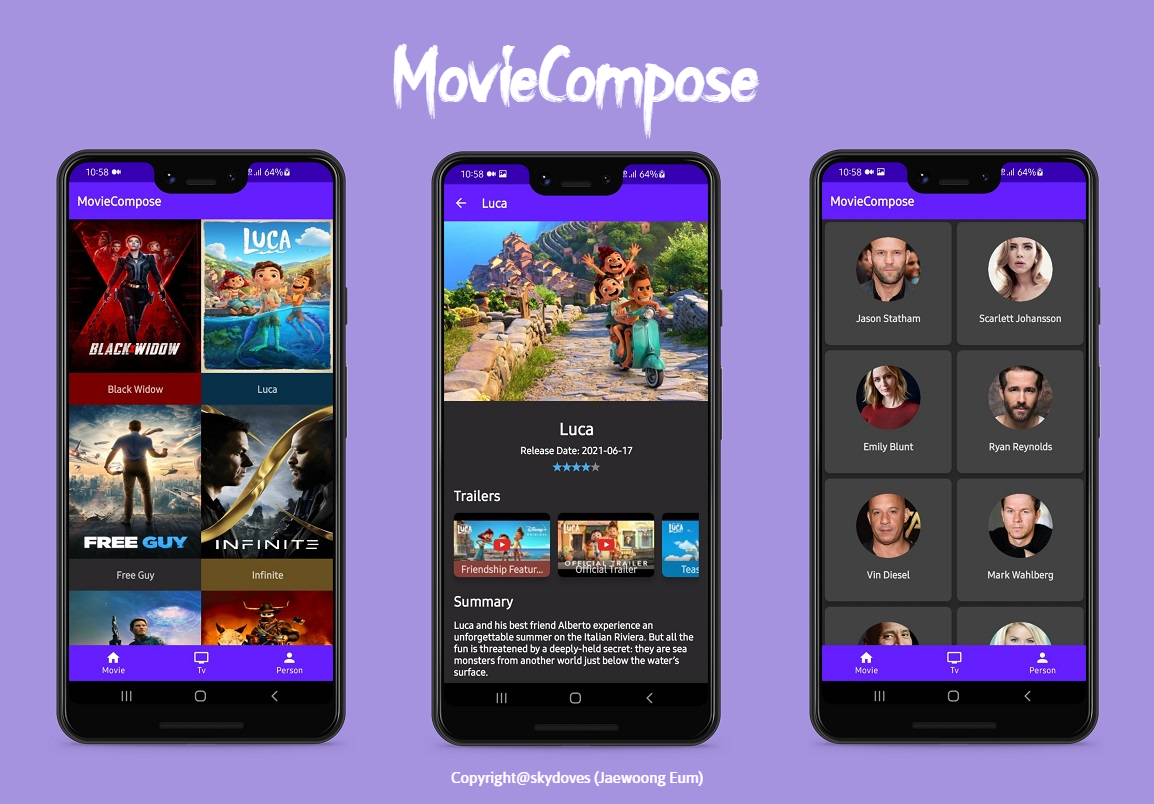 MovieCompose
10:58
64%
MovieCompose
BLACK WIDOW
LUCA
Black Widow
Luca
FREE GUY
INFINITE
Free Guy
Infinite
Movie
Tv
Person
10:58
64%
Luca
Luca
Release Date: 2021-06-17
Trailers
LUCA
Friendship Featur...
OFFICIAL TRAILER
Official Trailer
LUCA
Teas
Summary
Luca and his best friend Alberto experience an
unforgettable summer on the Italian Riviera. But all the
fun is threatened by a deeply-held secret: they are sea
monsters from another world just below the water's
surface.
10:58
64%
MovieCompose
Jason Statham
Scarlett Johansson
Emily Blunt
Ryan Reynolds
Vin Diesel
Mark Wahlberg
Movie
Tv
Person
Copyright@skydoves (Jaewoong Eum)